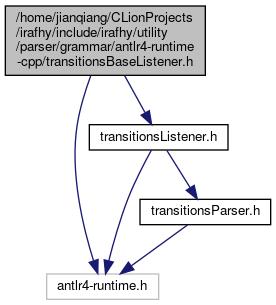 /home/jianqiang/CLionProjects
/irafhy/include/irafhy/utility
/parser/grammar/antlr4-runtime
-cpp/transitionsBaseListener.h
transitionsListener.h
transitionsParser.h
antlr4-runtime.h